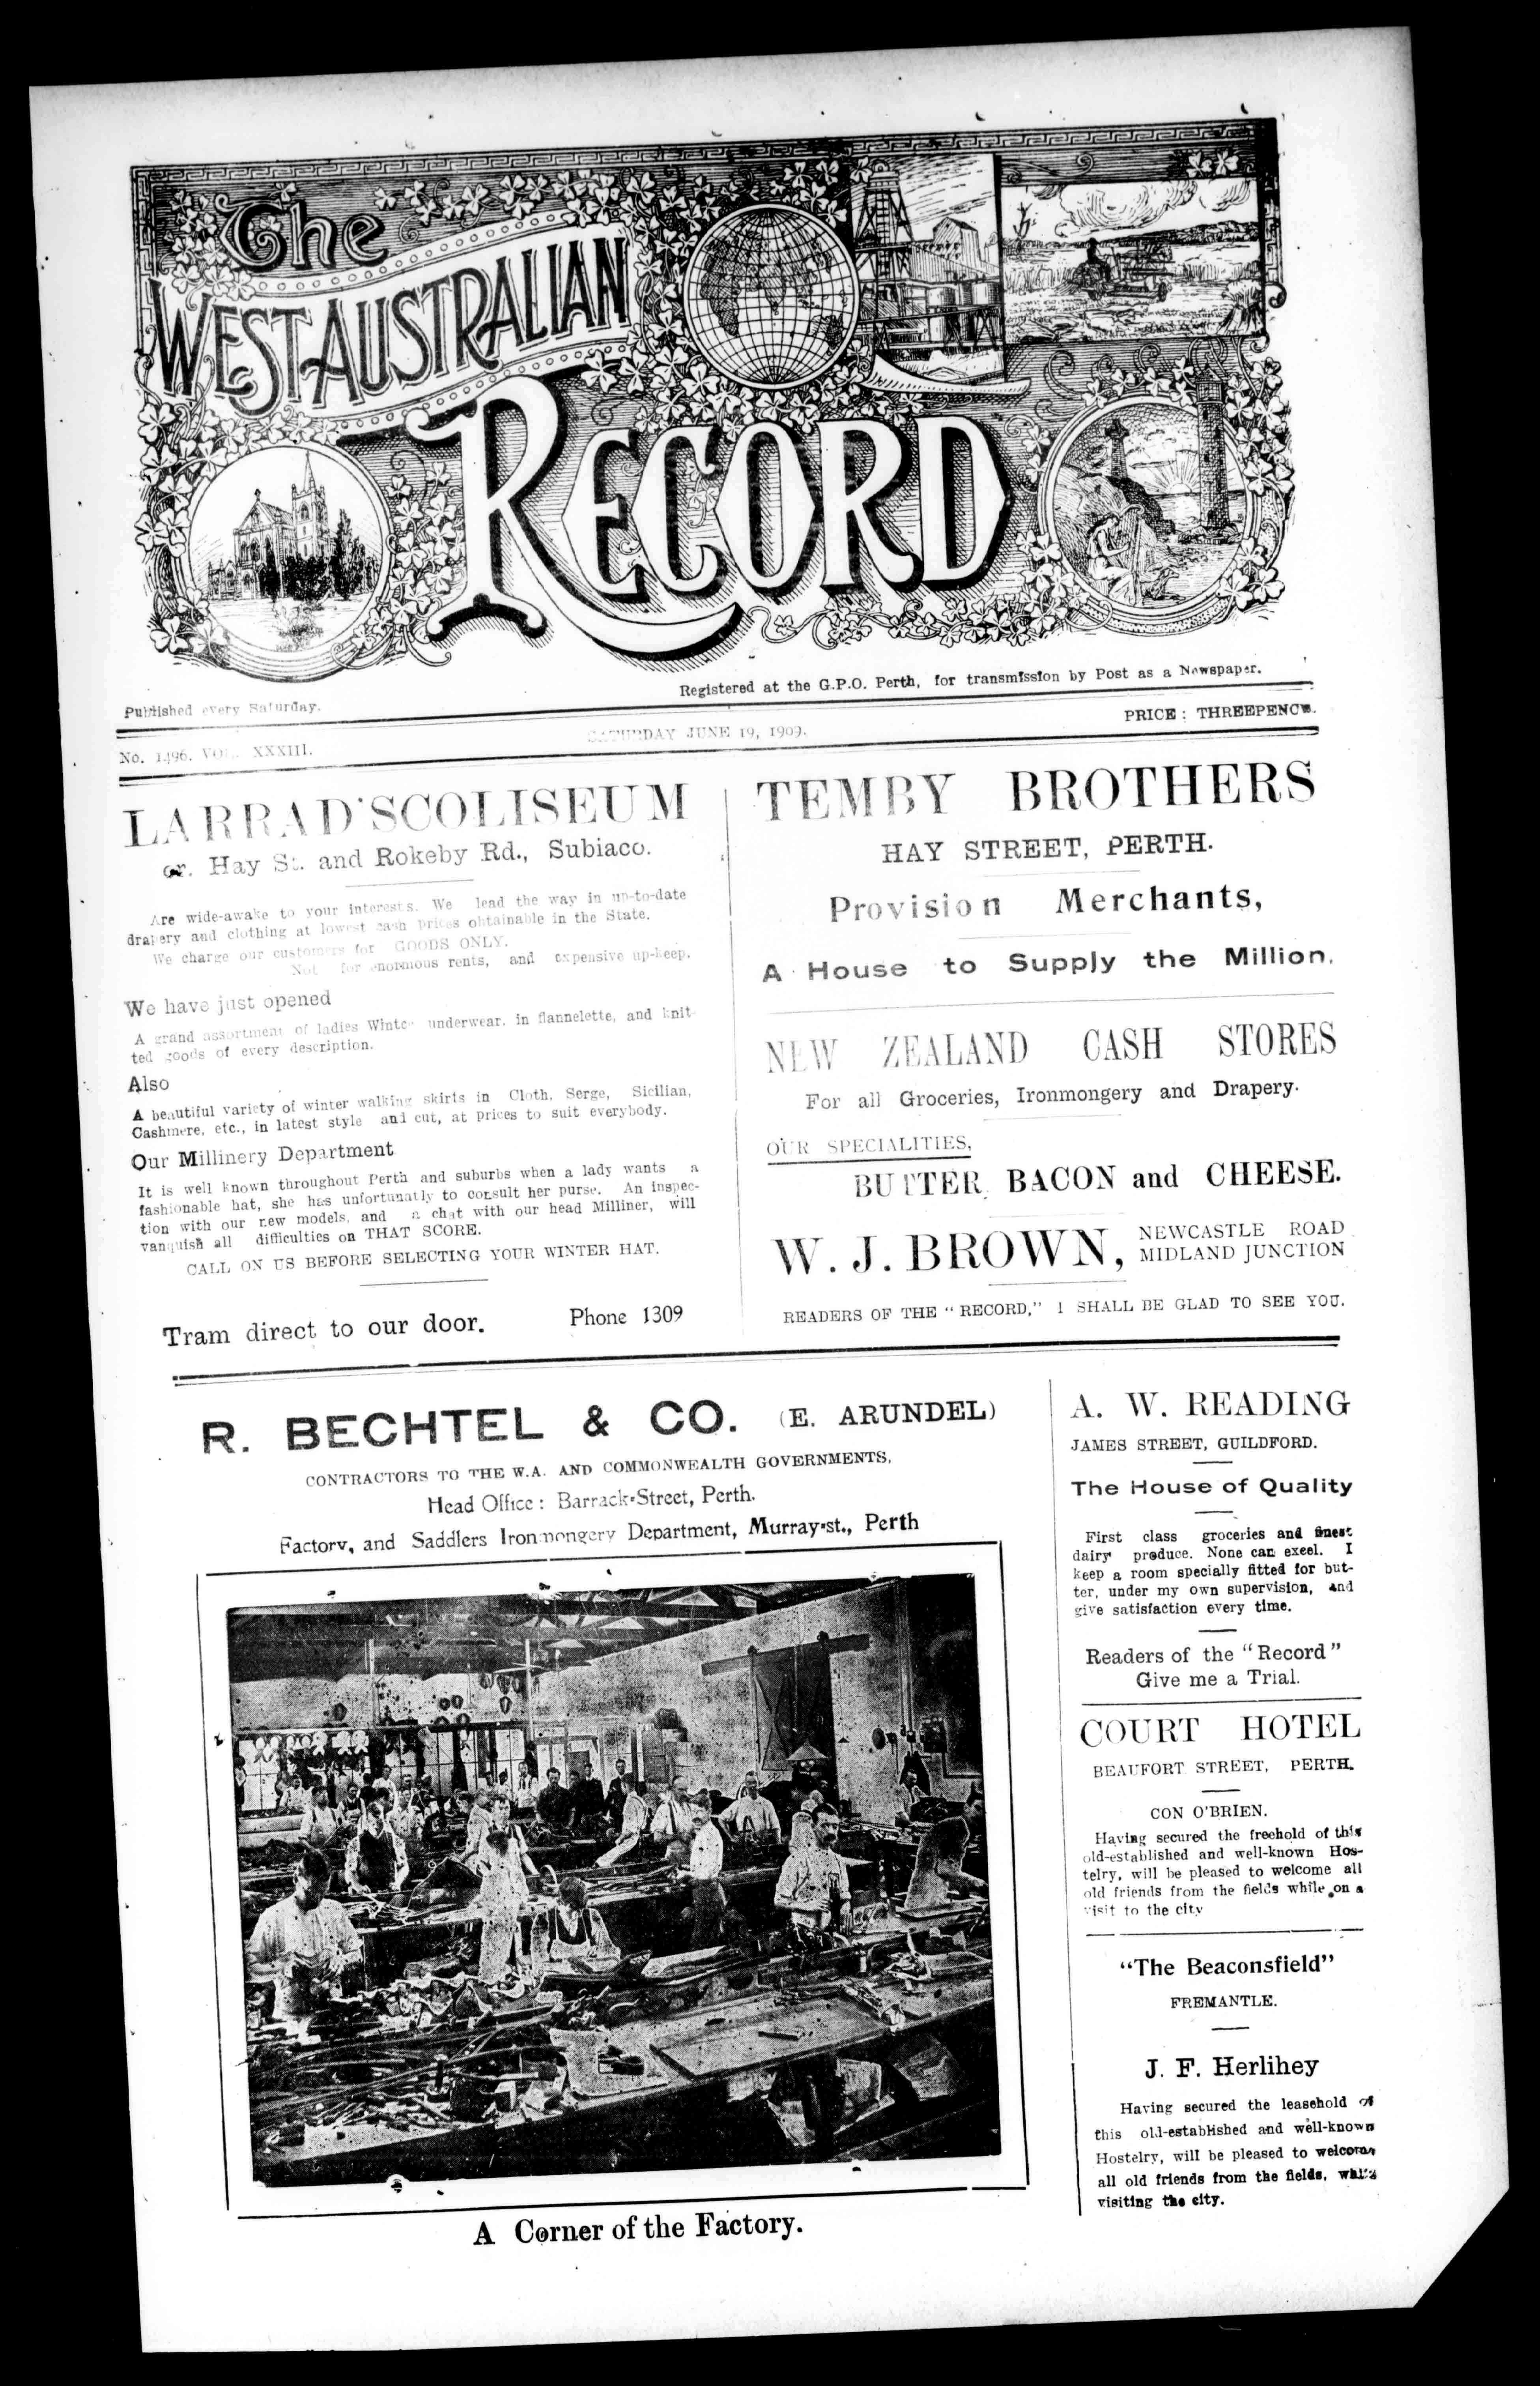 The
WEST AUSTRALIAN
RECORD
Published every Saturday.
Registered at the G.P.O. Perth, for transmission by Post as a Newspaper.
No. 1496. VOL. XXXIII.
SATURDAY JUNE 19, 1909.
PRICE: THREEPENCE.
LARRAD'S COLISEUM
cr. Hay St. and Rokeby Rd., Subiaco.
Are wide-awake to your interests. We lead the way in up-to-date
drapery and clothing at lowest cash prices obtainable in the State.
We charge our customers for GOODS ONLY.
Not for enormous rents, and expensive up-keep.
We have just opened
A grand assortment of ladies Winter underwear, in flannelette, and knit-
ted goods of every description.
Also
A beautiful variety of winter walking skirts in Cloth, Serge, Sicilian,
Cashmere, etc., in latest style and cut, at prices to suit everybody.
Our Millinery Department
It is well known throughout Perth and suburbs when a lady wants a
fashionable hat, she has unfortunatly to consult her purse. An inspec-
tion with our new models, and a chat with our head Milliner, will
vanquish all difficulties on THAT SCORE.
CALL ON US BEFORE SELECTING YOUR WINTER HAT.
Tram direct to our door. Phone 1309
TEMBY BROTHERS
HAY STREET, PERTH.
Provision Merchants,
A House to Supply the Million.
NEW ZEALAND CASH STORES
For all Groceries, Ironmongery and Drapery.
OUR SPECIALITIES,
BUTTER, BACON and CHEESE.
W. J. BROWN, NEWCASTLE ROAD
MIDLAND JUNCTION
READERS OF THE "RECORD," I SHALL BE GLAD TO SEE YOU.
R. BECHTEL & CO. (E. ARUNDEL)
CONTRACTORS TO THE W.A. AND COMMONWEALTH GOVERNMENTS,
Head Office: Barrack-Street, Perth.
Factory, and Saddlers Ironmongery Department, Murray-st., Perth
A Corner of the Factory.
A. W. READING
JAMES STREET, GUILDFORD.
The House of Quality
First class groceries and finest
dairy produce. None can exeel. I
keep a room specially fitted for but-
ter, under my own supervision, and
give satisfaction every time.
Readers of the "Record"
Give me a Trial.
COURT HOTEL
BEAUFORT STREET, PERTH.
CON O'BRIEN.
Having secured the freehold of this
old-established and well-known Hos-
telry, will be pleased to welcome all
old friends from the fields while on a
visit to the city
"The Beaconsfield"
FREMANTLE.
J. F. Herlihey
Having secured the leasehold of
this old-established and well-known
Hostelry, will be pleased to welcome
all old friends from the fields, while
visiting the city.